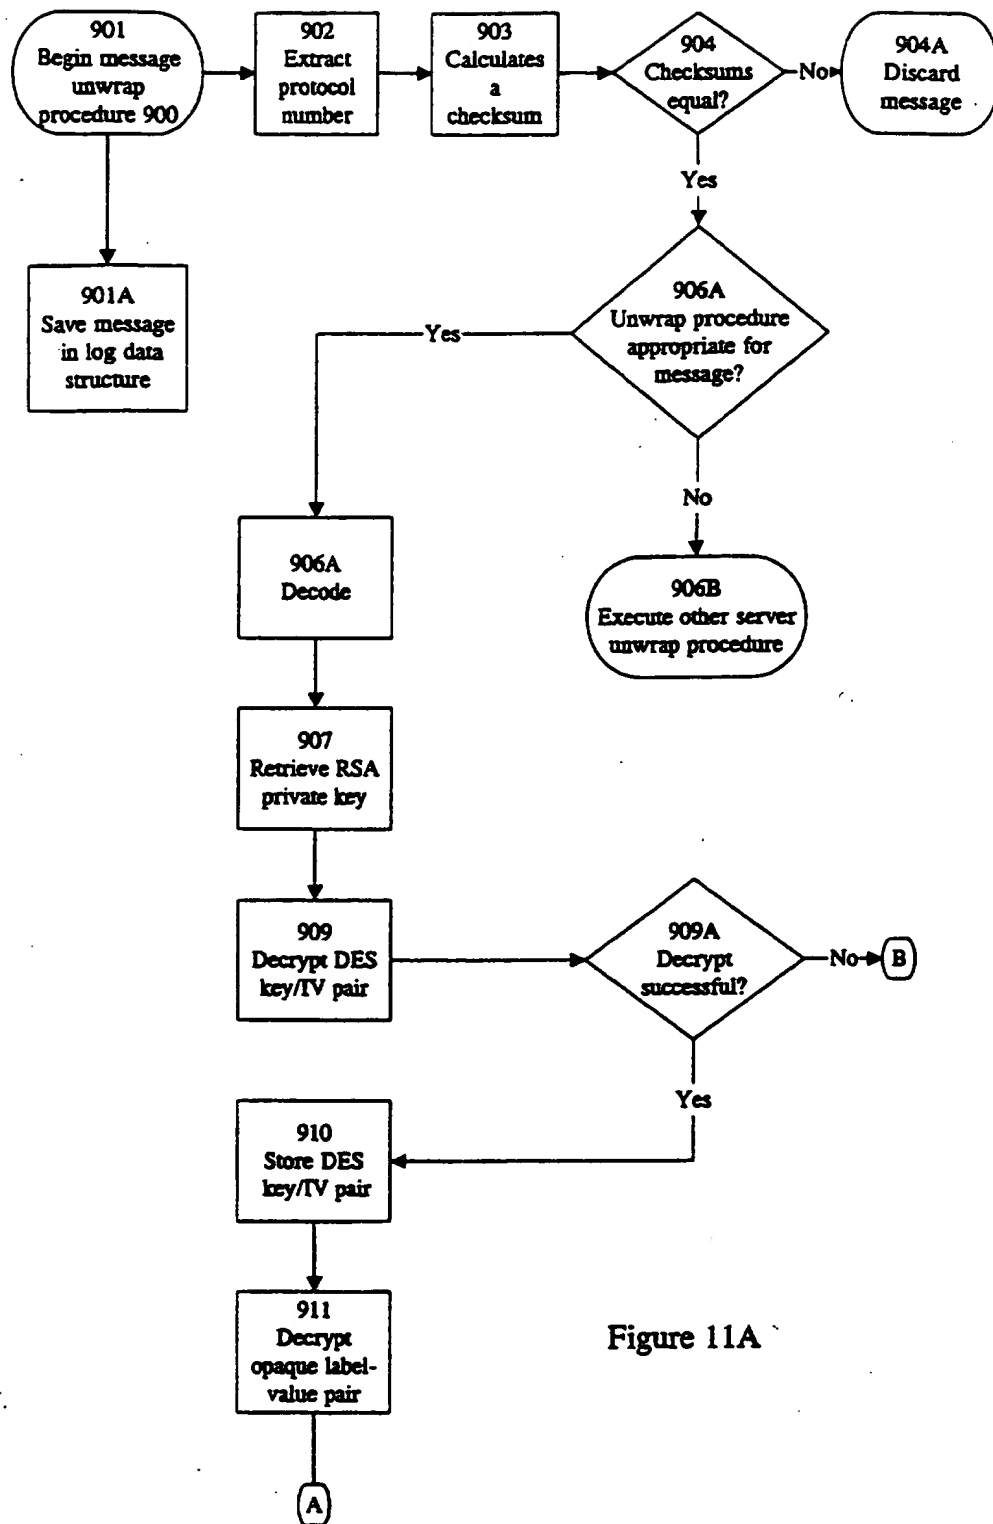 901
Begin message
unwrap
procedure 900
902
Extract
protocol
number
903
Calculates
a
checksum
904
Checksums
equal?
No
904A
Discard
message
Yes
901A
Save message
in log data
structure
906A
Unwrap procedure
appropriate for
message?
Yes
No
906A
Decode
906B
Execute other server
unwrap procedure
907
Retrieve RSA
private key
909
Decrypt DES
key/IV pair
909A
Decrypt
successful?
No
B
Yes
910
Store DES
key/IV pair
911
Decrypt
opaque label-
value pair
Figure 11A
A